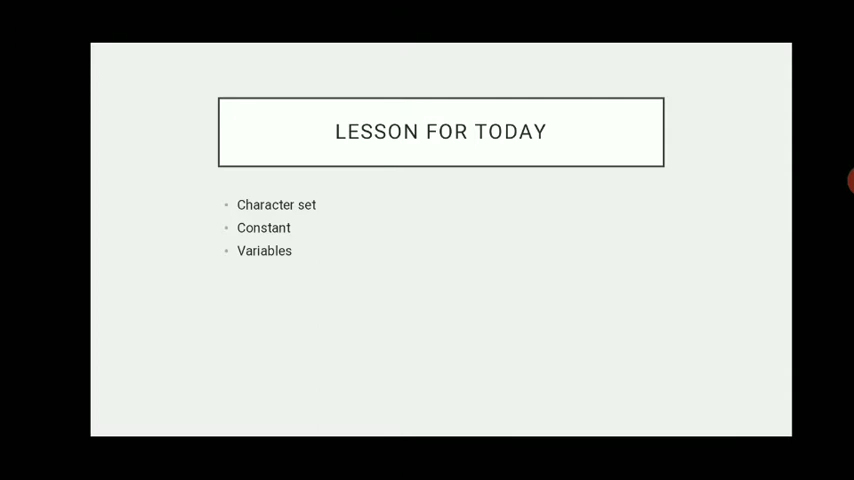 LESSON FOR TODAY
Character set
Constant
Variables